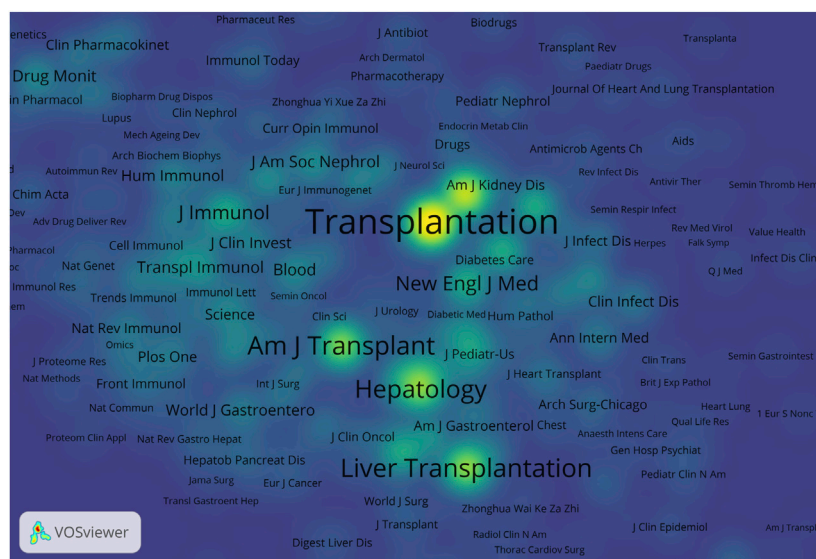 Pharmaceut Res
Biodrugs
enetics
Clin Pharmacokinet
J Antibiot
Transplanta
Immunol Today
Arch Dermatol
Transplant Rev
Drug Monit
Pharmacotherapy
Paediatr Drugs
Journal Of Heart And Lung Transplantation
in Pharmacol
Biopharm Drug Dispos
Zhonghua Yi Xue Za Zhi
Pediatr Nephrol
Lupus
Clin Nephrol
Mech Ageing Dev
Curr Opin Immunol
Endocrin Metab Clin
Drugs
Antimicrob Agents Ch
Aids
Arch Biochem Biophys
J Am Soc Nephrol
J Neurol Sci
Autoimmun Rev
Hum Immunol
Rev Infect Dis
Chim Acta
Eur J Immunogenet
Am J Kidney Dis
Antivir Ther
Semin Thromb Hem
Dev
Adv Drug Deliver Rev
J Immunol
Transplantation
Semin Respir Infect
Rev Med Virol
Value Health
Pharmacol
Cell Immunol
J Clin Invest
J Infect Dis
Herpes
Falk Symp
oc
Nat Genet
Transpl Immunol
Blood
Diabetes Care
Q J Med
Infect Dis Clin
Immunol Res
Trends Immunol
Immunol Lett
Semin Oncol
New Engl J Med
Clin Infect Dis
em
Science
Clin Sci
J Urology
Diabetic Med
Hum Pathol
Nat Rev Immunol
Omics
Am J Transplant
Ann Intern Med
J Proteome Res
Plos One
J Pediatr-Us
Clin Trans
Semin Gastrointest
Nat Methods
Front Immunol
Int J Surg
Hepatology
J Heart Transplant
Brit J Exp Pathol
Nat Commun
World J Gastroentero
Arch Surg-Chicago
Heart Lung
1 Eur S Nonc
Am J Gastroenterol
Chest
Qual Life Res
Proteom Clin Appl
Nat Rev Gastro Hepat
J Clin Oncol
Anaesth Intens Care
Gen Hosp Psychiat
Hepatob Pancreat Dis
Liver Transplantation
Pediatr Clin N Am
Jama Surg
Eur J Cancer
Transl Gastroent Hep
World J Surg
Zhonghua Wai Ke Za Zhi
VOSviewer
J Transplant
Radiol Clin N Am
J Clin Epidemiol
Am J Transpl
Digest Liver Dis
Thorac Cardiov Surg